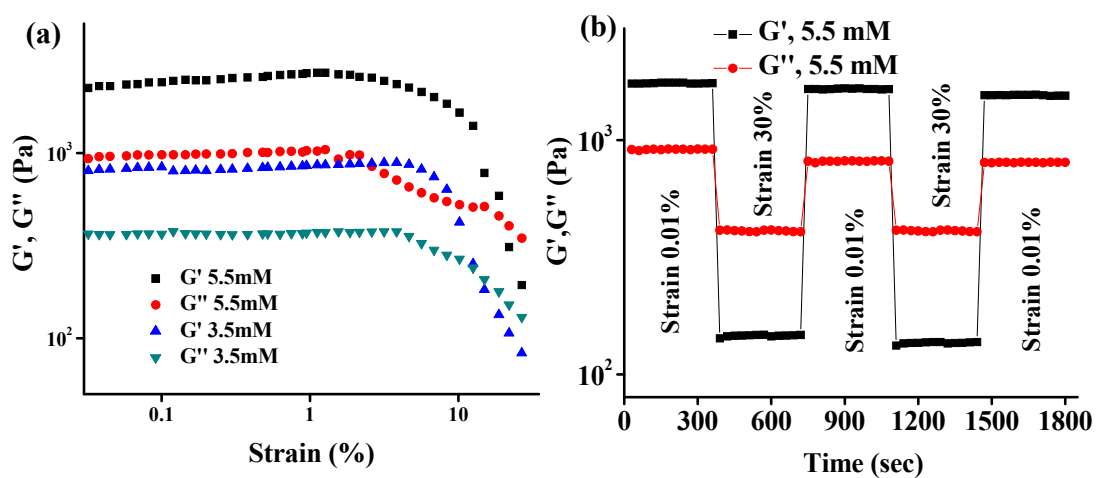 (a)
G', G" (Pa)
10³
10²
G' 5.5mM
G" 5.5mM
G' 3.5mM
G" 3.5mM
0.1
1
10
Strain (%)
(b)
G', 5.5 mM
G'', 5.5 mM
G',G" (Pa)
10³
10²
Strain 0.01%
Strain 30%
Strain 0.01%
Strain 30%
Strain 0.01%
0
300
600
900
1200
1500
1800
Time (sec)